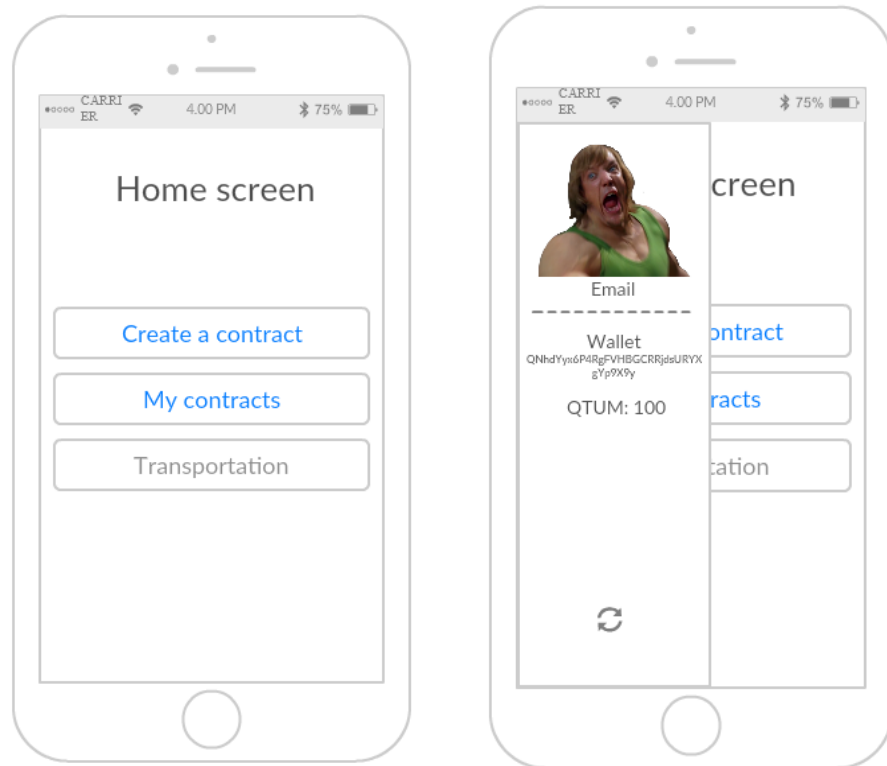 CARRI
ER
4.00 PM
75%
Home screen
Create a contract
My contracts
Transportation
CARRI
ER
4.00 PM
75%
creen
Email
Wallet
QNhdYyx6P4RgFVHBGCRRjdsURYX
gYp9X9y
QTUM: 100
ontract
racts
tation